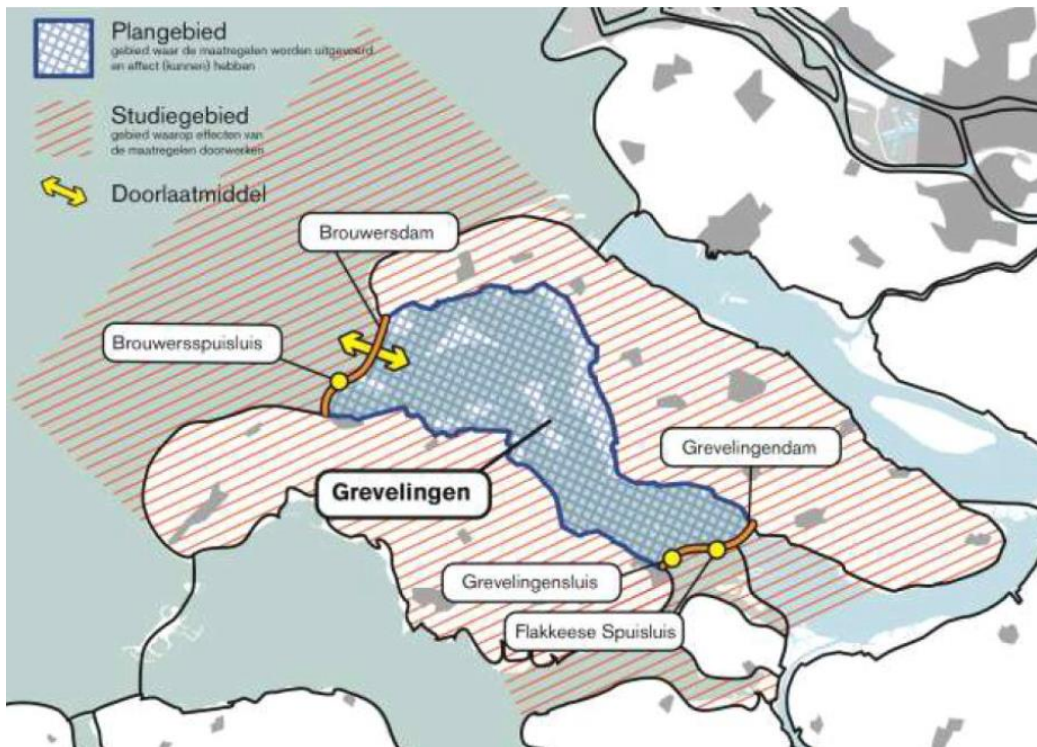 Plangebied
gebied waar de maatregelen worden uitgevoerd
en effect (kunnen) hebben
Studiegebied
gebied waarop effecten van
de maatregelen doorwerken
Doorlaatmiddel
Brouwersdam
Brouwersspuisluis
Grevelingendam
Grevelingen
Grevelingensluis
Flakkeese Spuisluis